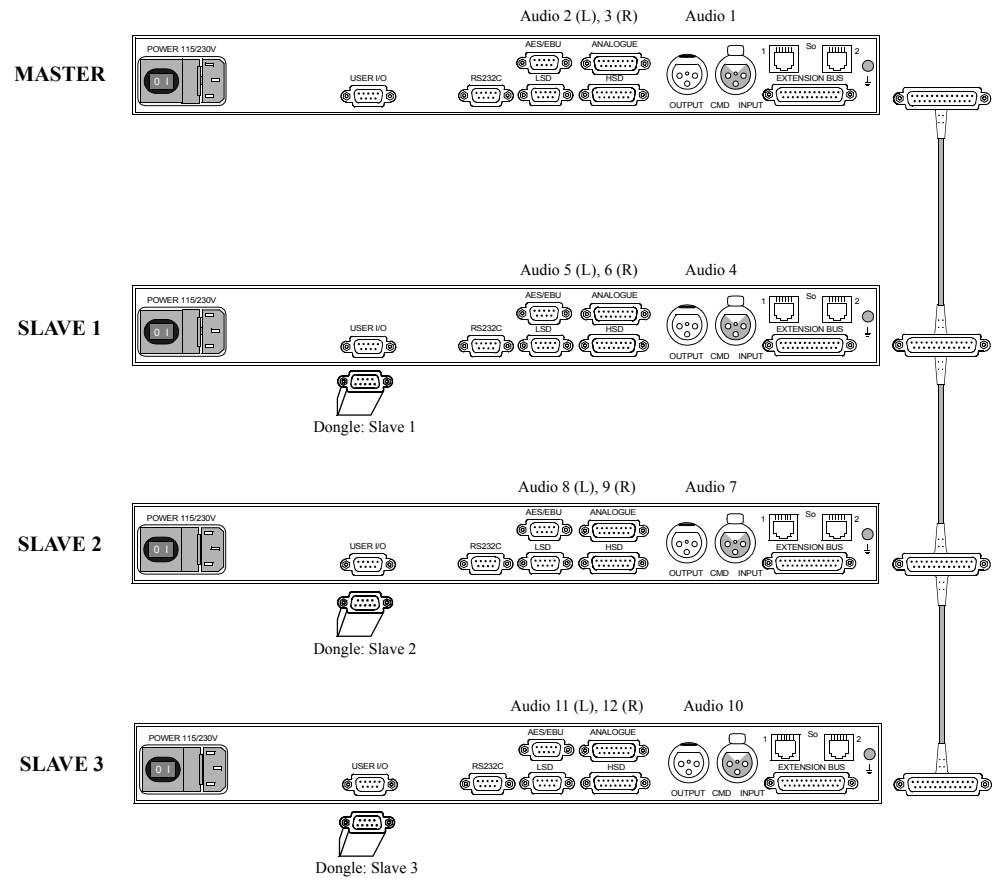 Audio 2 (L), 3 (R) Audio 1
MASTER
POWER 115/230V
0 I
USER I/O
RS232C
AES/EBU
LSD
ANALOGUE
HSD
OUTPUT CMD INPUT
1 So 2
EXTENSION BUS
Audio 5 (L), 6 (R) Audio 4
SLAVE 1
POWER 115/230V
0 I
USER I/O
RS232C
AES/EBU
LSD
ANALOGUE
HSD
OUTPUT CMD INPUT
1 So 2
EXTENSION BUS
Dongle: Slave 1
Audio 8 (L), 9 (R) Audio 7
SLAVE 2
POWER 115/230V
0 I
USER I/O
RS232C
AES/EBU
LSD
ANALOGUE
HSD
OUTPUT CMD INPUT
1 So 2
EXTENSION BUS
Dongle: Slave 2
Audio 11 (L), 12 (R) Audio 10
SLAVE 3
POWER 115/230V
0 I
USER I/O
RS232C
AES/EBU
LSD
ANALOGUE
HSD
OUTPUT CMD INPUT
1 So 2
EXTENSION BUS
Dongle: Slave 3